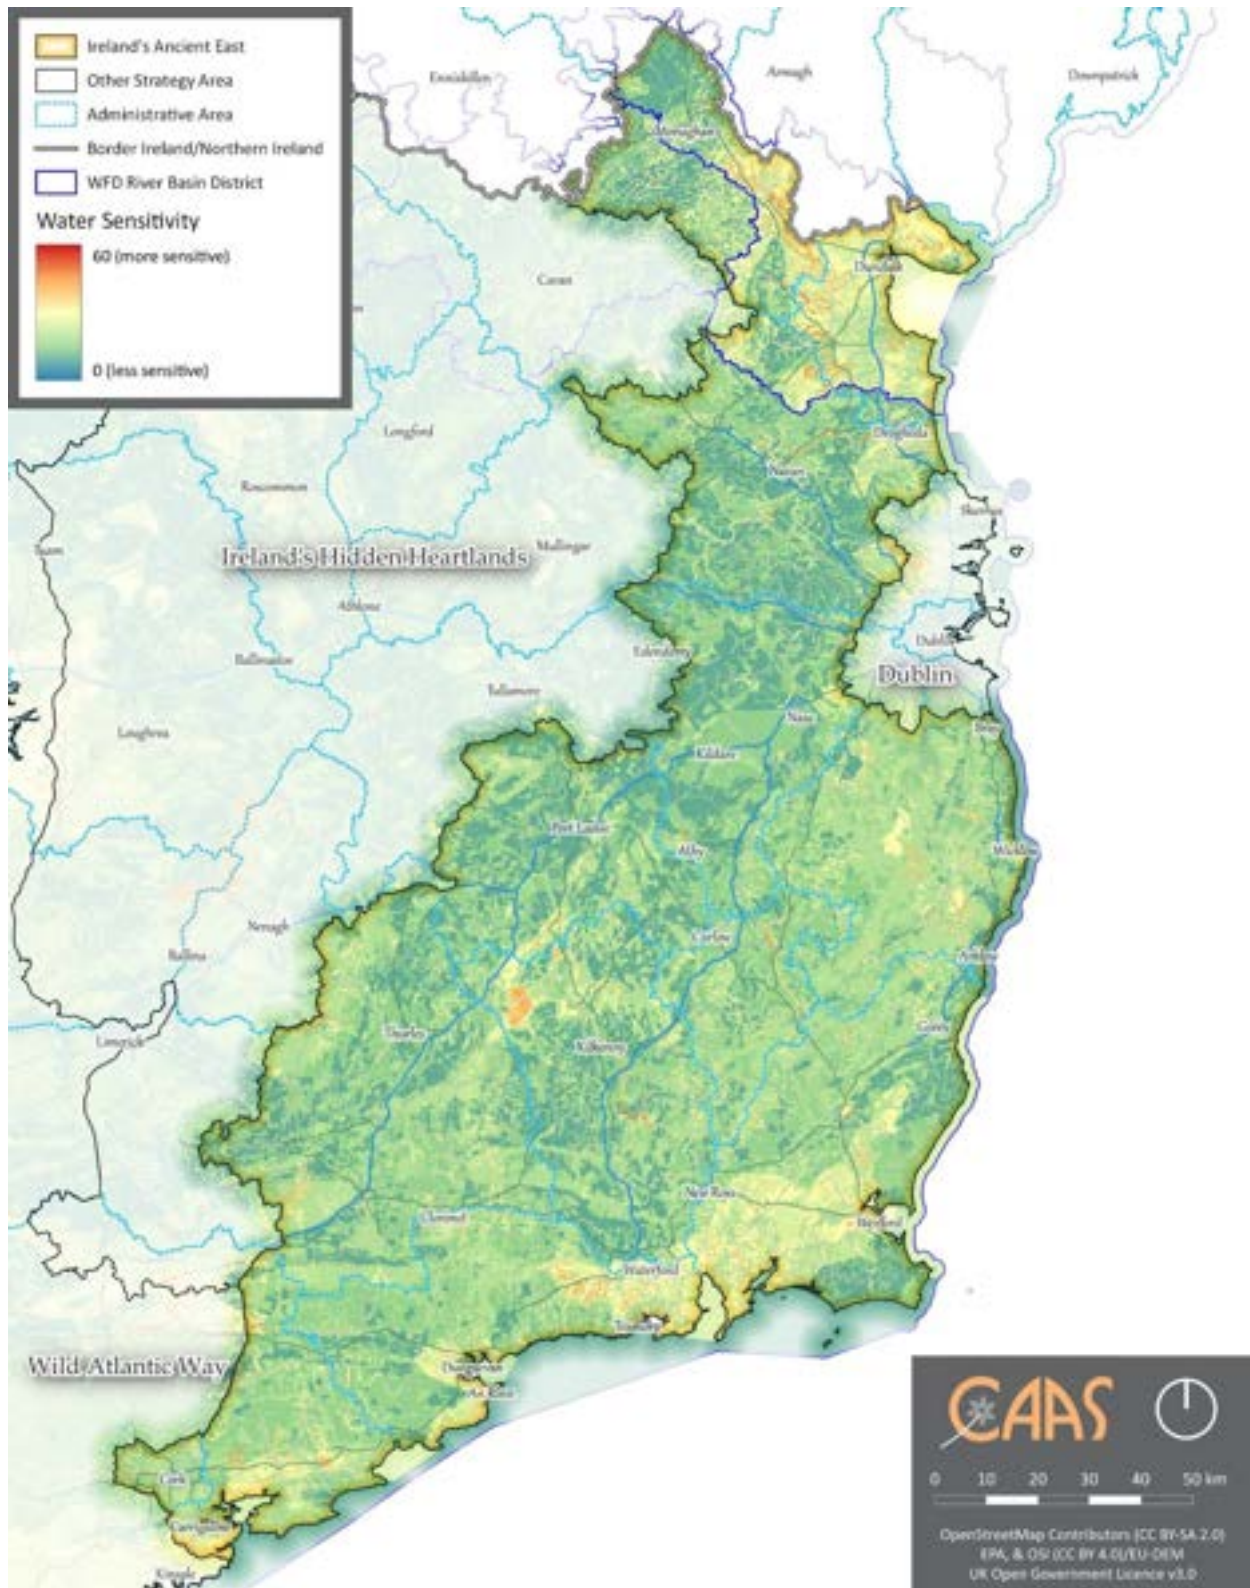 Ireland's Ancient East
Other Strategy Area
Administrative Area
Border Ireland/Northern Ireland
WFD River Basin District
Water Sensitivity
60 (more sensitive)
0 (less sensitive)
Enniskillen
Armagh
Downpatrick
Monaghan
Dundalk
Cavan
Longford
Drogheda
Navan
Roscommon
Skerries
Tuam
Ireland's Hidden Heartlands
Mullingar
Athlone
Dublin
Edenderry
Ballinasloe
Dublin
Tullamore
Naas
Bray
Loughrea
Kildare
Port Laoise
Athy
Wicklow
Nenagh
Carlow
Ballina
Arklow
Gorey
Limerick
Thurles
Kilkenny
New Ross
Clonmel
Wexford
Waterford
Tramore
Wild Atlantic Way
Dungarvan
Cork
Carrigaline
Kinsale
CAAS
0 10 20 30 40 50 km
OpenStreetMap Contributors (CC BY-SA 2.0)
EPA, & OSI (CC BY 4.0)/EU-DEM
UK Open Government Licence v3.0